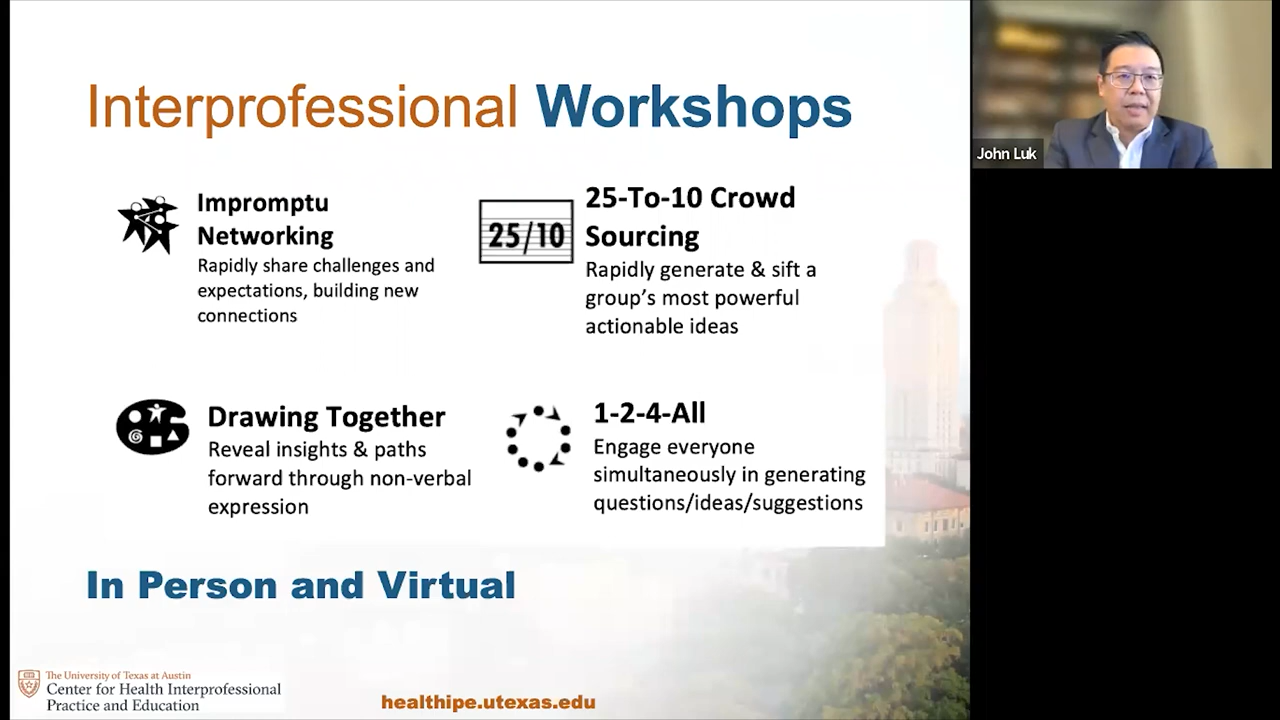 Interprofessional Workshops
Impromptu
Networking
Rapidly share challenges and
expectations, building new
connections
25/10
25-To-10 Crowd
Sourcing
Rapidly generate & sift a
group's most powerful
actionable ideas
Drawing Together
Reveal insights & paths
forward through non-verbal
expression
1-2-4-All
Engage everyone
simultaneously in generating
questions/ideas/suggestions
In Person and Virtual
The University of Texas at Austin
Center for Health Interprofessional
Practice and Education
healthipe.utexas.edu
John Luk